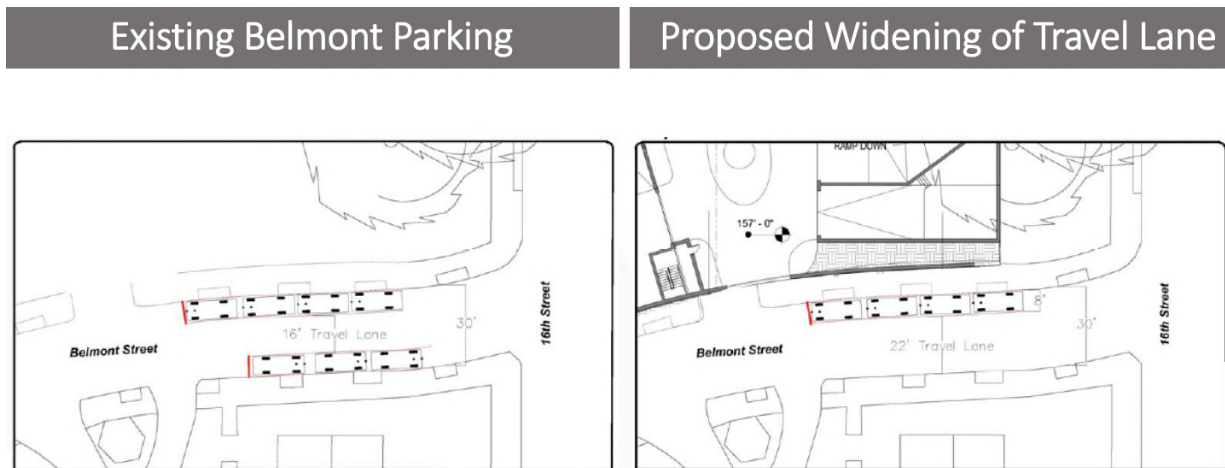 Existing Belmont Parking
Proposed Widening of Travel Lane
16' Travel Lane
30'
Belmont Street
16th Street
RAMP DOWN
157' - 0"
8'
30'
22' Travel Lane
Belmont Street
16th Street